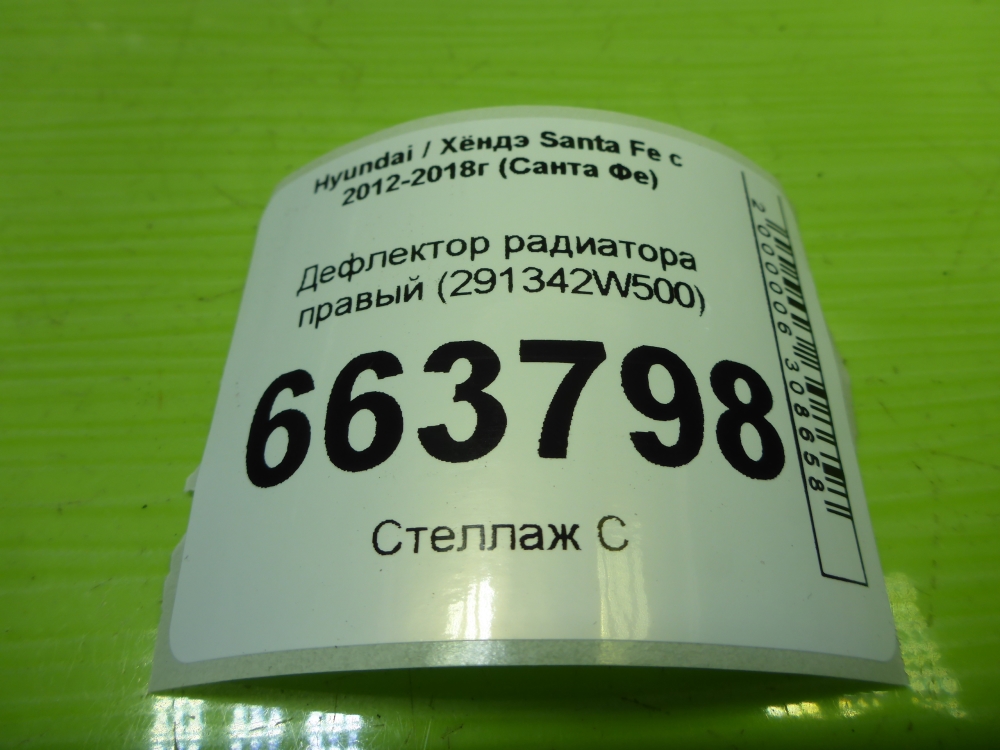 Hyundai / Хёндэ Santa Fe с
2012-2018г (Санта Фе)
Дефлектор радиатора
правый (291342W500)
663798
Стеллаж С
2000006308658